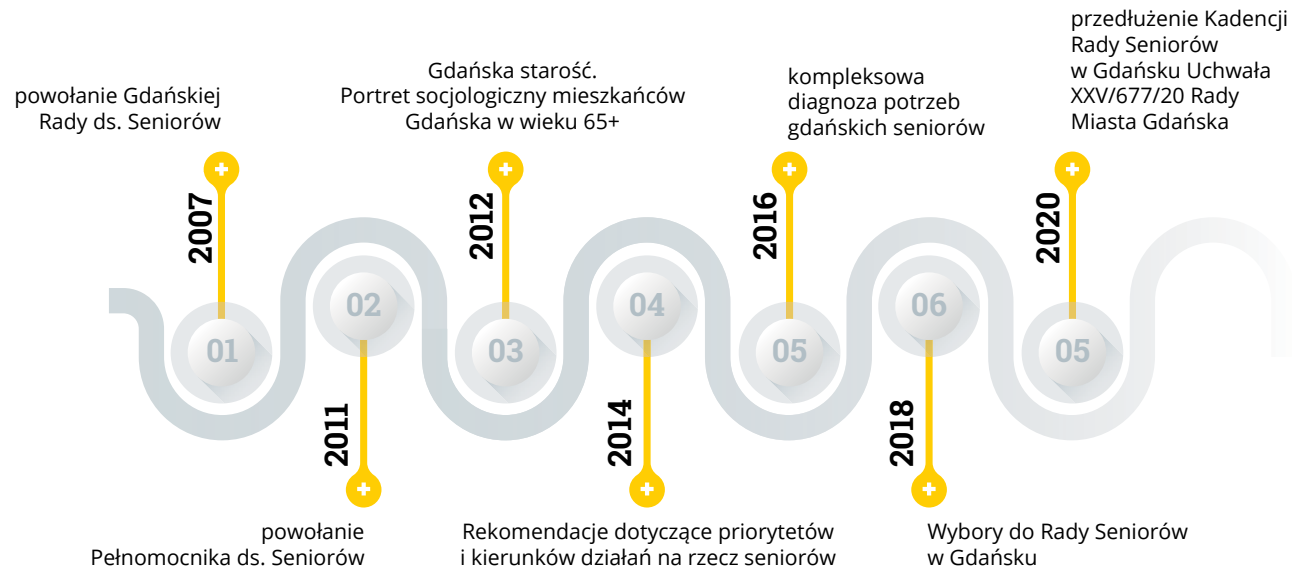 powołanie Gdańskiej
Rady ds. Seniorów
2007
01
02
2011
powołanie
Pełnomocnika ds. Seniorów
Gdańska starość.
Portret socjologiczny mieszkańców
Gdańska w wieku 65+
2012
03
04
2014
Rekomendacje dotyczące priorytetów
i kierunków działań na rzecz seniorów
kompleksowa
diagnoza potrzeb
gdańskich seniorów
2016
05
06
2018
Wybory do Rady Seniorów
w Gdańsku
przedłużenie Kadencji
Rady Seniorów
w Gdańsku Uchwała
XXV/677/20 Rady
Miasta Gdańska
2020
05